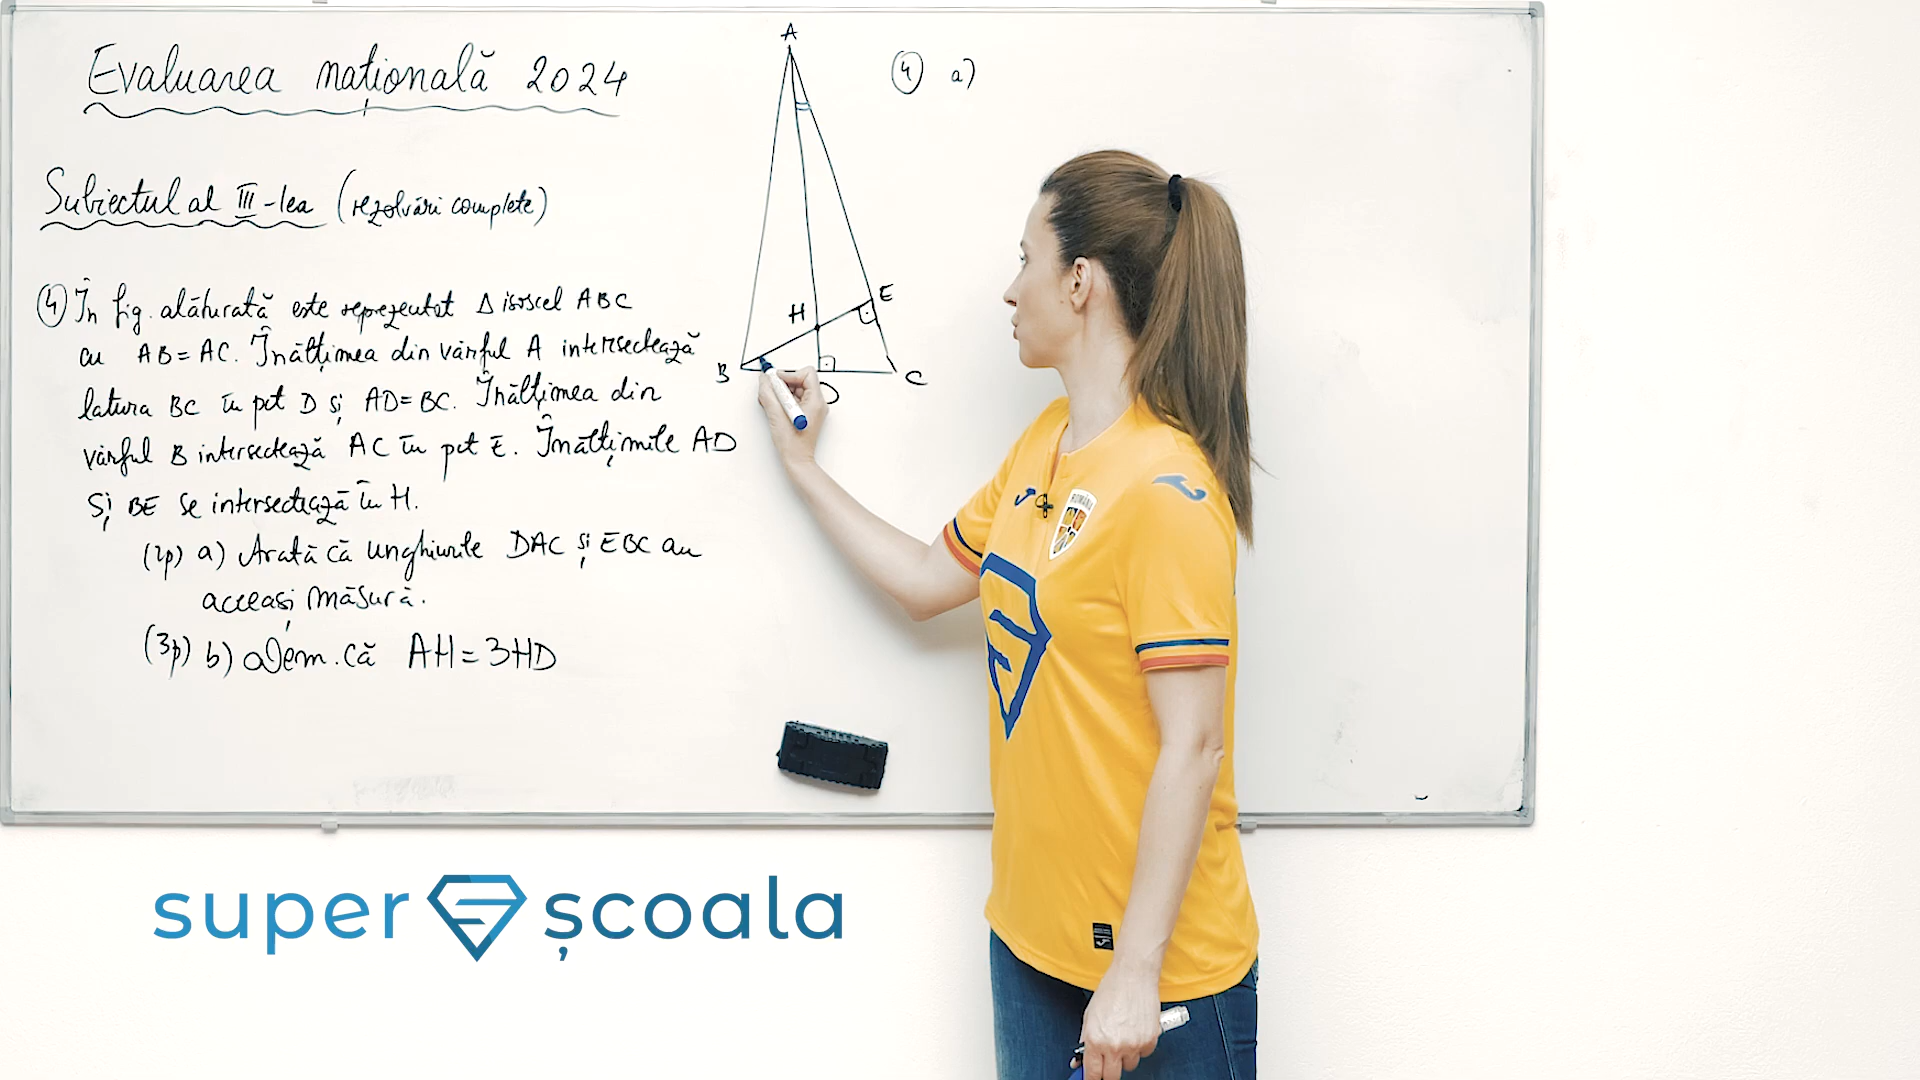 Evaluarea națională 2024
Subiectul al III-lea (rezolvări complete)
4 În fig. alăturată este reprezentat Δ isoscel ABC
cu AB = AC. Înălțimea din vârful A intersectează
latura BC în pct D și AD = BC. Înălțimea din
vârful B intersectează AC în pct E. Înălțimile AD
și BE se intersectează în H.
(2p) a) Arată că unghiurile DAC și EBC au
aceeași măsură.
(3p) b) Dem. că AH = 3HD
A
H
E
B
D
C
4 a)
ROMÂNIA
super școala